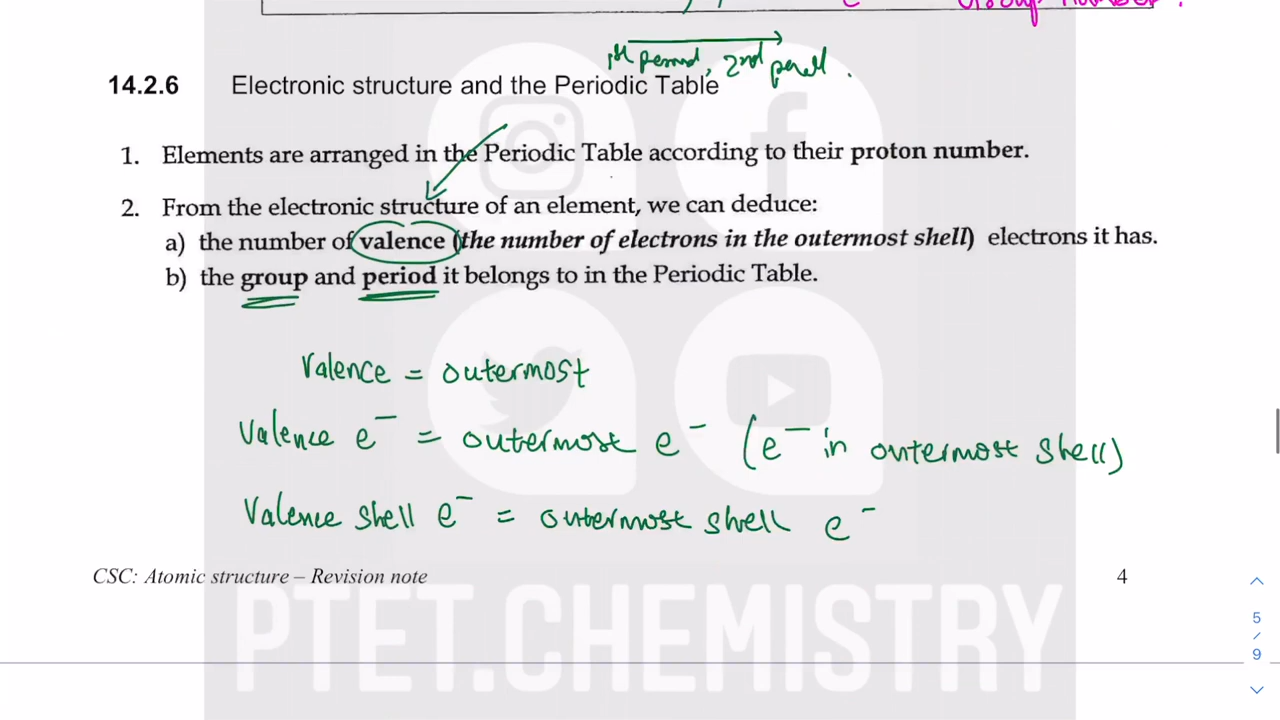 Group number.
1st period, 2nd
14.2.6 Electronic structure and the Periodic Table
1. Elements are arranged in the Periodic Table according to their proton number.
2. From the electronic structure of an element, we can deduce:
a) the number of valence (the number of electrons in the outermost shell) electrons it has.
b) the group and period it belongs to in the Periodic Table.
Valence = outermost
Valence e⁻ = outermost e⁻ (e⁻ in outermost shell)
Valence shell e⁻ = outermost shell e⁻
CSC: Atomic structure – Revision note 4
PTET.CHEMISTRY
5
/
9